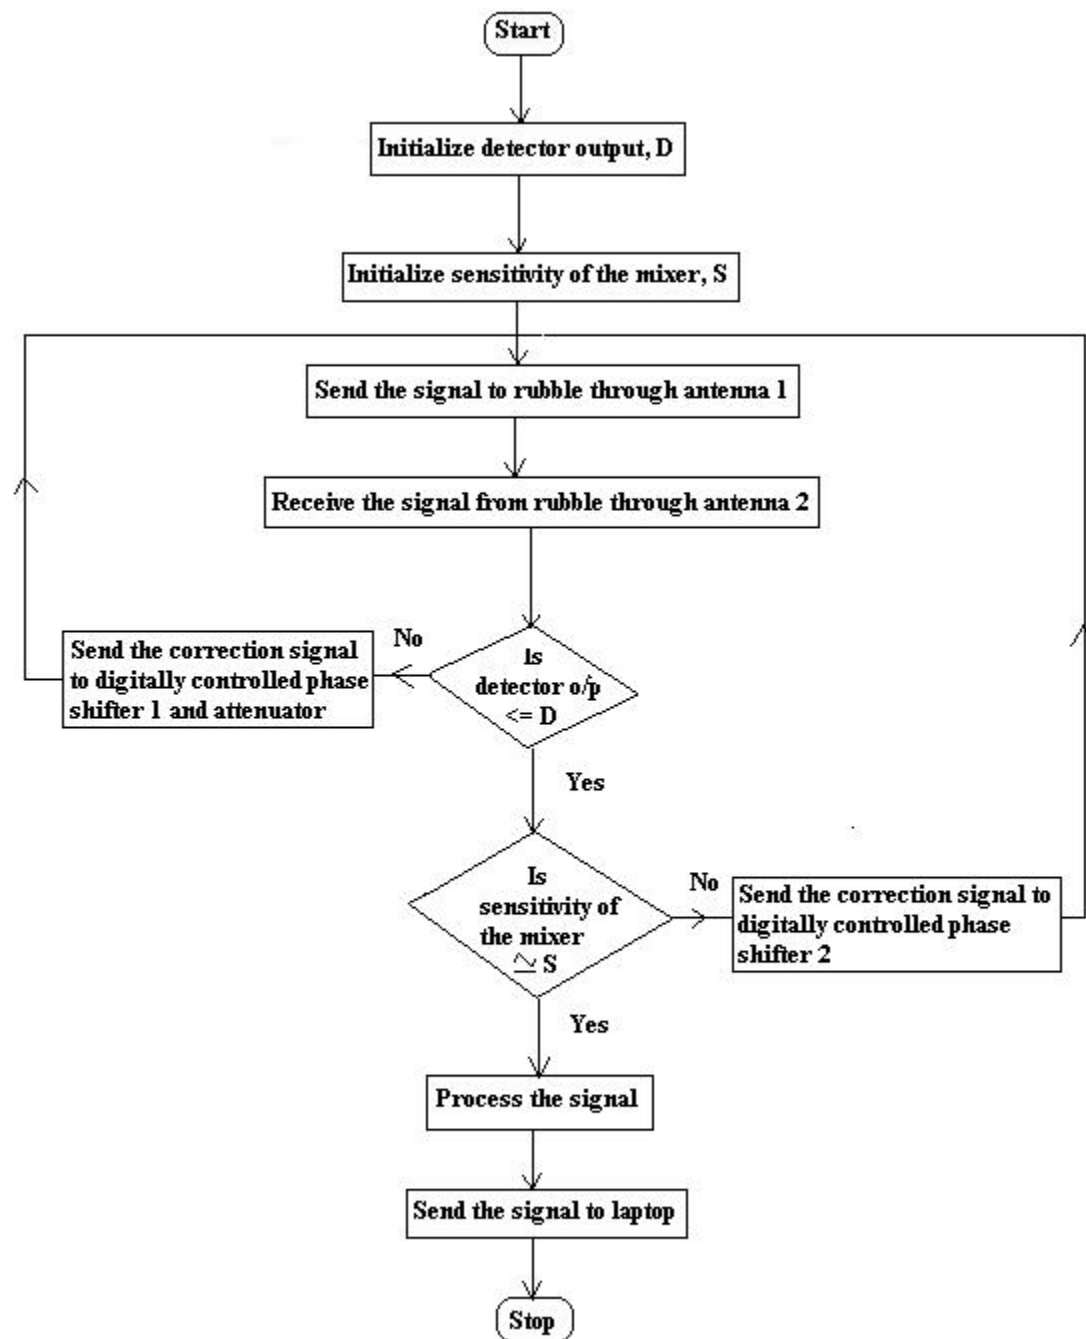 Start
Initialize detector output, D
Initialize sensitivity of the mixer, S
Send the signal to rubble through antenna 1
Receive the signal from rubble through antenna 2
No
Send the correction signal
to digitally controlled phase
shifter 1 and attenuator
Is
detector o/p
<= D
Yes
Is
sensitivity of
the mixer
≃ S
No
Send the correction signal to
digitally controlled phase
shifter 2
Yes
Process the signal
Send the signal to laptop
Stop